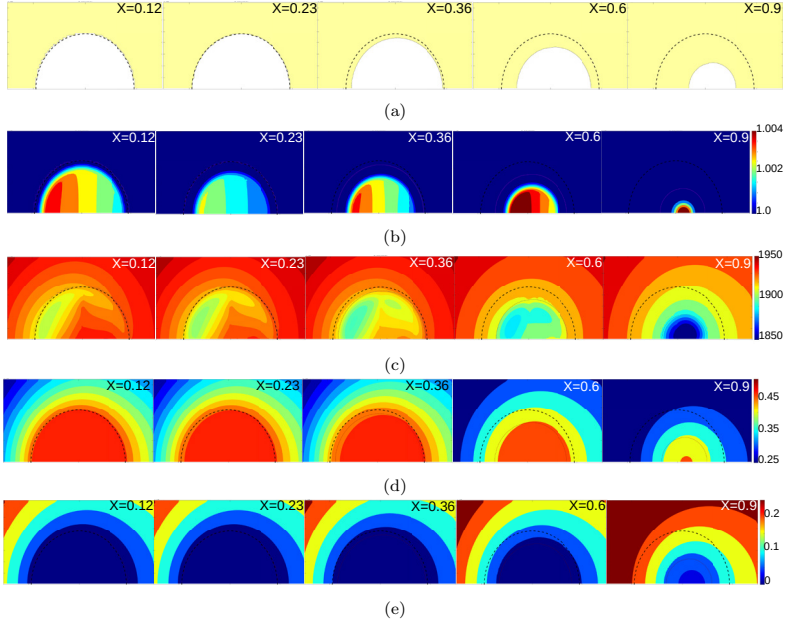 X=0.12 X=0.23 X=0.36 X=0.6 X=0.9
(a)
X=0.12 X=0.23 X=0.36 X=0.6 X=0.9 1.004
1.002
1.0
(b)
X=0.12 X=0.23 X=0.36 X=0.6 X=0.9 1950
1900
1850
(c)
X=0.12 X=0.23 X=0.36 X=0.6 X=0.9
0.45
0.35
0.25
(d)
X=0.12 X=0.23 X=0.36 X=0.6 X=0.9
0.2
0.1
0
(e)